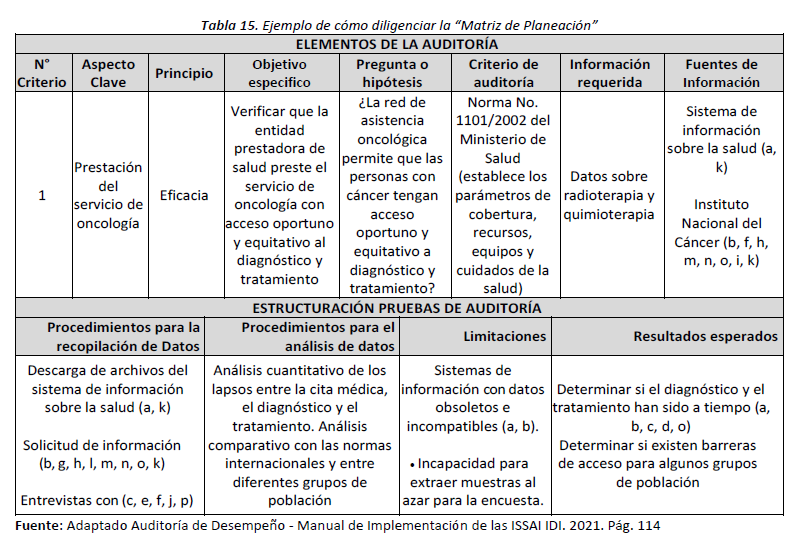 Tabla 15. Ejemplo de cómo diligenciar la “Matriz de Planeación”
ELEMENTOS DE LA AUDITORÍA
N°
Criterio
Aspecto
Clave
Principio
Objetivo
especifico
Pregunta o
hipótesis
Criterio de
auditoría
Información
requerida
Fuentes de
Información
1
Prestación
del
servicio de
oncología
Eficacia
Verificar que la
entidad
prestadora de
salud preste el
servicio de
oncología con
acceso oportuno
y equitativo al
diagnóstico y
tratamiento
¿La red de
asistencia
oncológica
permite que las
personas con
cáncer tengan
acceso
oportuno y
equitativo a
diagnóstico y
tratamiento?
Norma No.
1101/2002 del
Ministerio de
Salud
(establece los
parámetros de
cobertura,
recursos,
equipos y
cuidados de la
salud)
Datos sobre
radioterapia y
quimioterapia
Sistema de
información
sobre la salud (a,
k)
Instituto
Nacional del
Cáncer (b, f, h,
m, n, o, i, k)
ESTRUCTURACIÓN PRUEBAS DE AUDITORÍA
Procedimientos para la
recopilación de Datos
Procedimientos para el
análisis de datos
Limitaciones
Resultados esperados
Descarga de archivos del
sistema de información
sobre la salud (a, k)
Solicitud de información
(b, g, h, l, m, n, o, k)
Entrevistas con (c, e, f, j, p)
Análisis cuantitativo de los
lapsos entre la cita médica,
el diagnóstico y el
tratamiento. Análisis
comparativo con las normas
internacionales y entre
diferentes grupos de
población
Sistemas de
información con datos
obsoletos e
incompatibles (a, b).
• Incapacidad para
extraer muestras al
azar para la encuesta.
Determinar si el diagnóstico y el
tratamiento han sido a tiempo (a,
b, c, d, o)
Determinar si existen barreras
de acceso para algunos grupos
de población
Fuente: Adaptado Auditoría de Desempeño - Manual de Implementación de las ISSAI IDI. 2021. Pág. 114